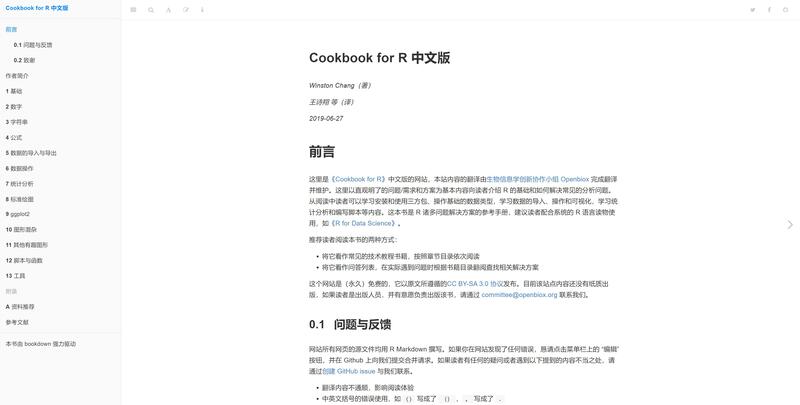 Cookbook for R 中文版
前言
0.1 问题与反馈
0.2 致谢
作者简介
1 基础
2 数字
3 字符串
4 公式
5 数据的导入与导出
6 数据操作
7 统计分析
8 标准绘图
9 ggplot2
10 图形混杂
11 其他有趣图形
12 脚本与函数
13 工具
附录
A 资料推荐
参考文献
本书由 bookdown 强力驱动
Cookbook for R 中文版
Winston Chang（著）
王诗翔 等（译）
2019-06-27
前言
这里是《Cookbook for R》中文版的网站，本站内容的翻译由生物信息学创新协作小组 Openbiox 完成翻译
并维护。这里以直观明了的问题/需求和方案为基本内容向读者介绍 R 的基础和如何解决常见的分析问题。
从阅读中读者可以学习安装和使用三方包、操作基础的数据类型，学习数据的导入、操作和可视化，学习统
计分析和编写脚本等内容。这本书是 R 诸多问题解决方案的参考手册，建议读者配合系统的 R 语言读物使
用，如《R for Data Science》。
推荐读者阅读本书的两种方式：
• 将它看作常见的技术教程书籍，按照章节目录依次阅读
• 将它看作问答列表，在实际遇到问题时根据书籍目录翻阅查找相关解决方案
这个网站是（永久）免费的，它以原文所遵循的CC BY-SA 3.0 协议发布。目前该站点内容还没有纸质出
版，如果读者是出版人员，并有意愿负责出版该书，请通过 committee@openbiox.org 联系我们。
0.1 问题与反馈
网站所有网页的源文件均用 R Markdown 撰写。如果你在网站发现了任何错误，恳请点击菜单栏上的 “编辑”
按钮，并在 Github 上向我们提交合并请求。如果读者有任何的疑问或者遇到以下提到的内容不当之处，请
通过创建 GitHub issue 与我们联系。
• 翻译内容不通顺，影响阅读体验
• 中英文括号的错误使用，如 () 写成了 （），，写成了 .